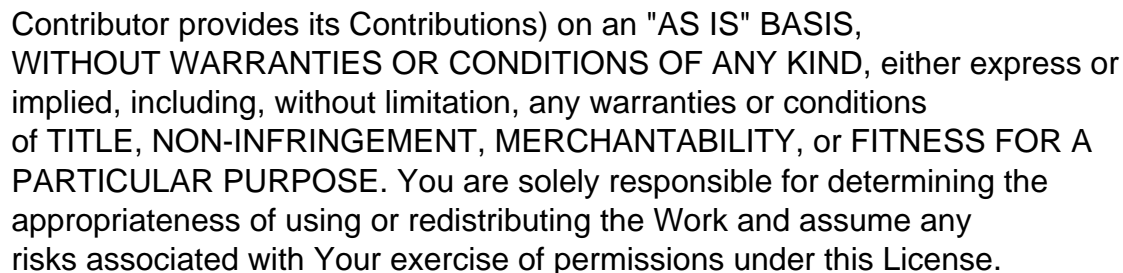 Contributor provides its Contributions) on an "AS IS" BASIS,
WITHOUT WARRANTIES OR CONDITIONS OF ANY KIND, either express or
implied, including, without limitation, any warranties or conditions
of TITLE, NON-INFRINGEMENT, MERCHANTABILITY, or FITNESS FOR A
PARTICULAR PURPOSE. You are solely responsible for determining the
appropriateness of using or redistributing the Work and assume any
risks associated with Your exercise of permissions under this License.